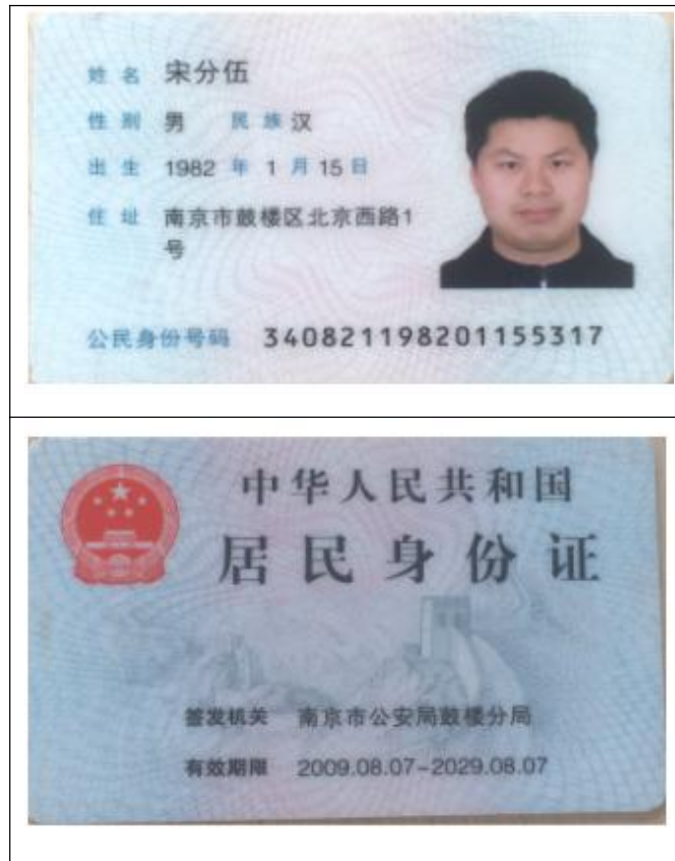 姓名 宋分伍
性别 男 民族 汉
出生 1982 年 1 月 15 日
住址 南京市鼓楼区北京西路1
号
公民身份号码 340821198201155317
中华人民共和国
居民身份证
签发机关 南京市公安局鼓楼分局
有效期限 2009.08.07-2029.08.07